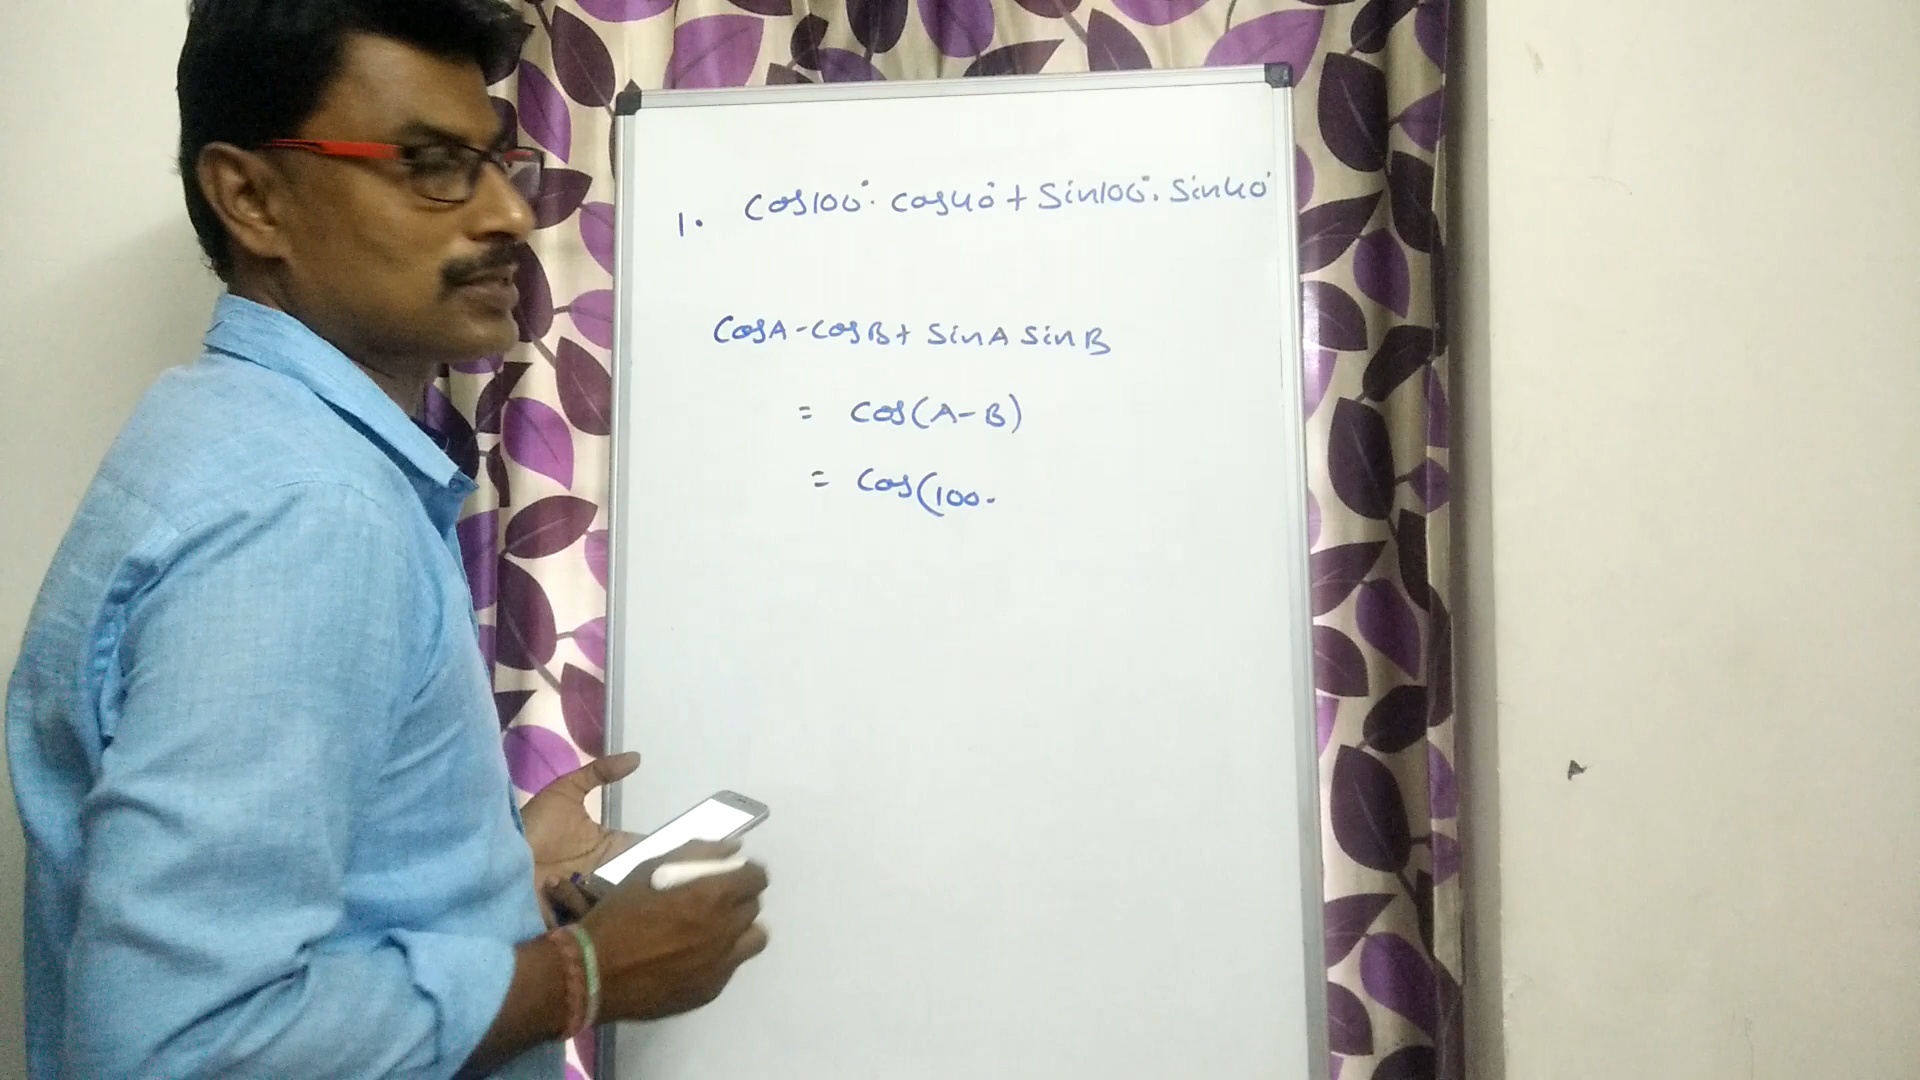 1. Cos100°. cos40° + Sin100°. Sin40°
CosA - cosB + SinA SinB
= cos(A-B)
= Cos(100-